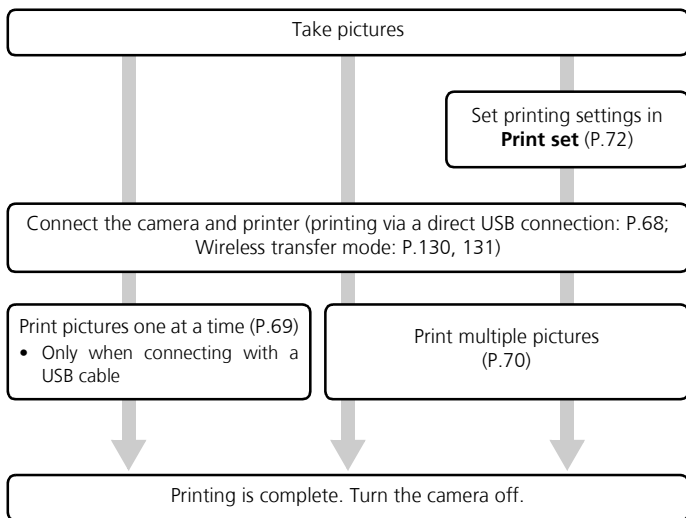 Take pictures
Set printing settings in
Print set (P.72)
Connect the camera and printer (printing via a direct USB connection: P.68;
Wireless transfer mode: P.130, 131)
Print pictures one at a time (P.69)
• Only when connecting with a
USB cable
Print multiple pictures
(P.70)
Printing is complete. Turn the camera off.